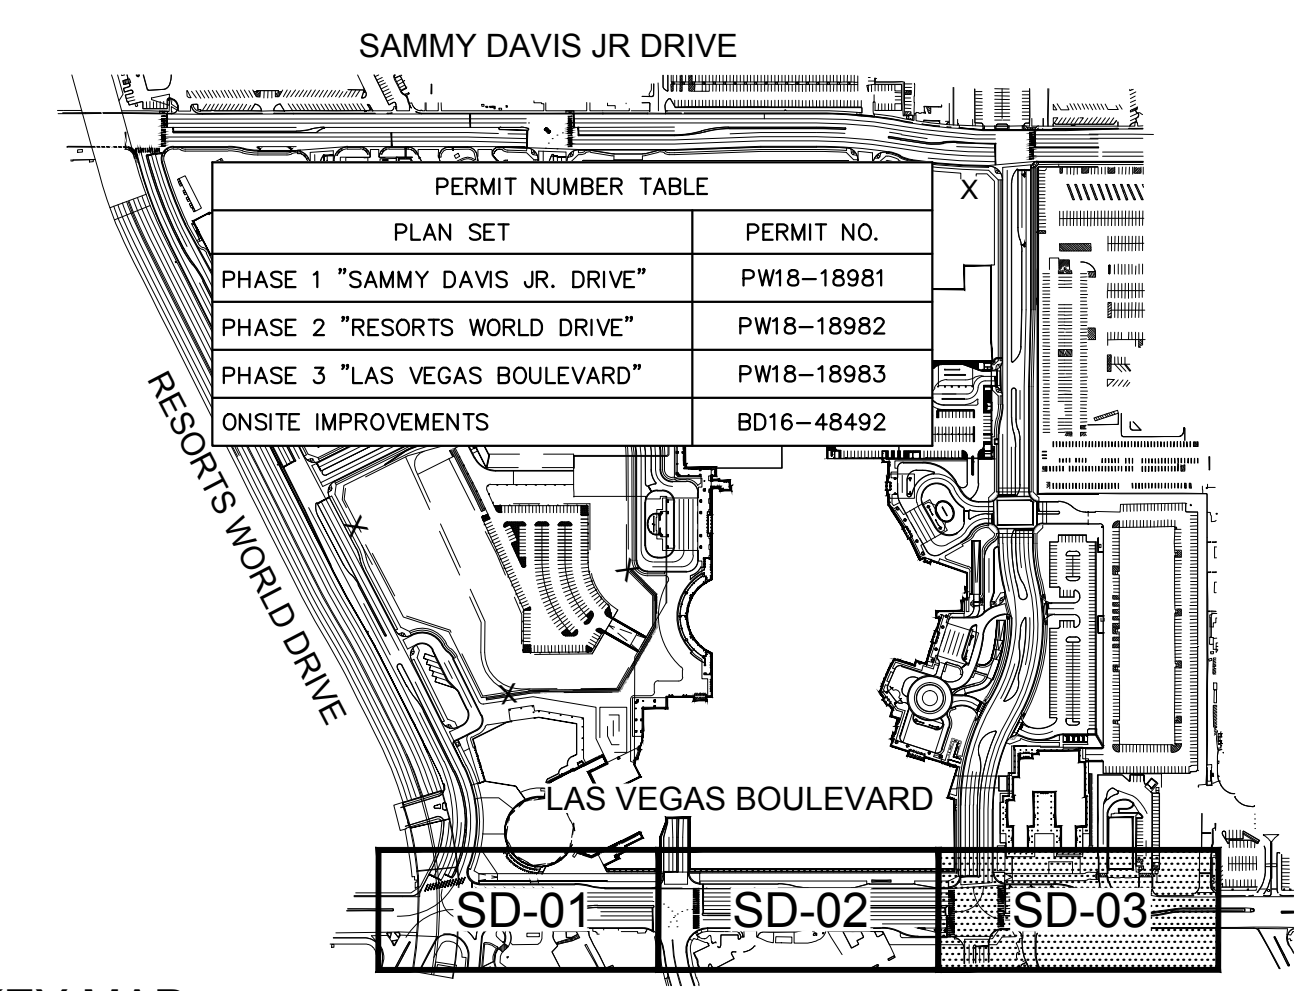 SAMMY DAVIS JR DRIVE
PERMIT NUMBER TABLE
PLAN SET PERMIT NO.
PHASE 1 "SAMMY DAVIS JR. DRIVE" PW18-18981
PHASE 2 "RESORTS WORLD DRIVE" PW18-18982
PHASE 3 "LAS VEGAS BOULEVARD" PW18-18983
ONSITE IMPROVEMENTS BD16-48492
RESORTS WORLD DRIVE
LAS VEGAS BOULEVARD
SD-01 SD-02 SD-03